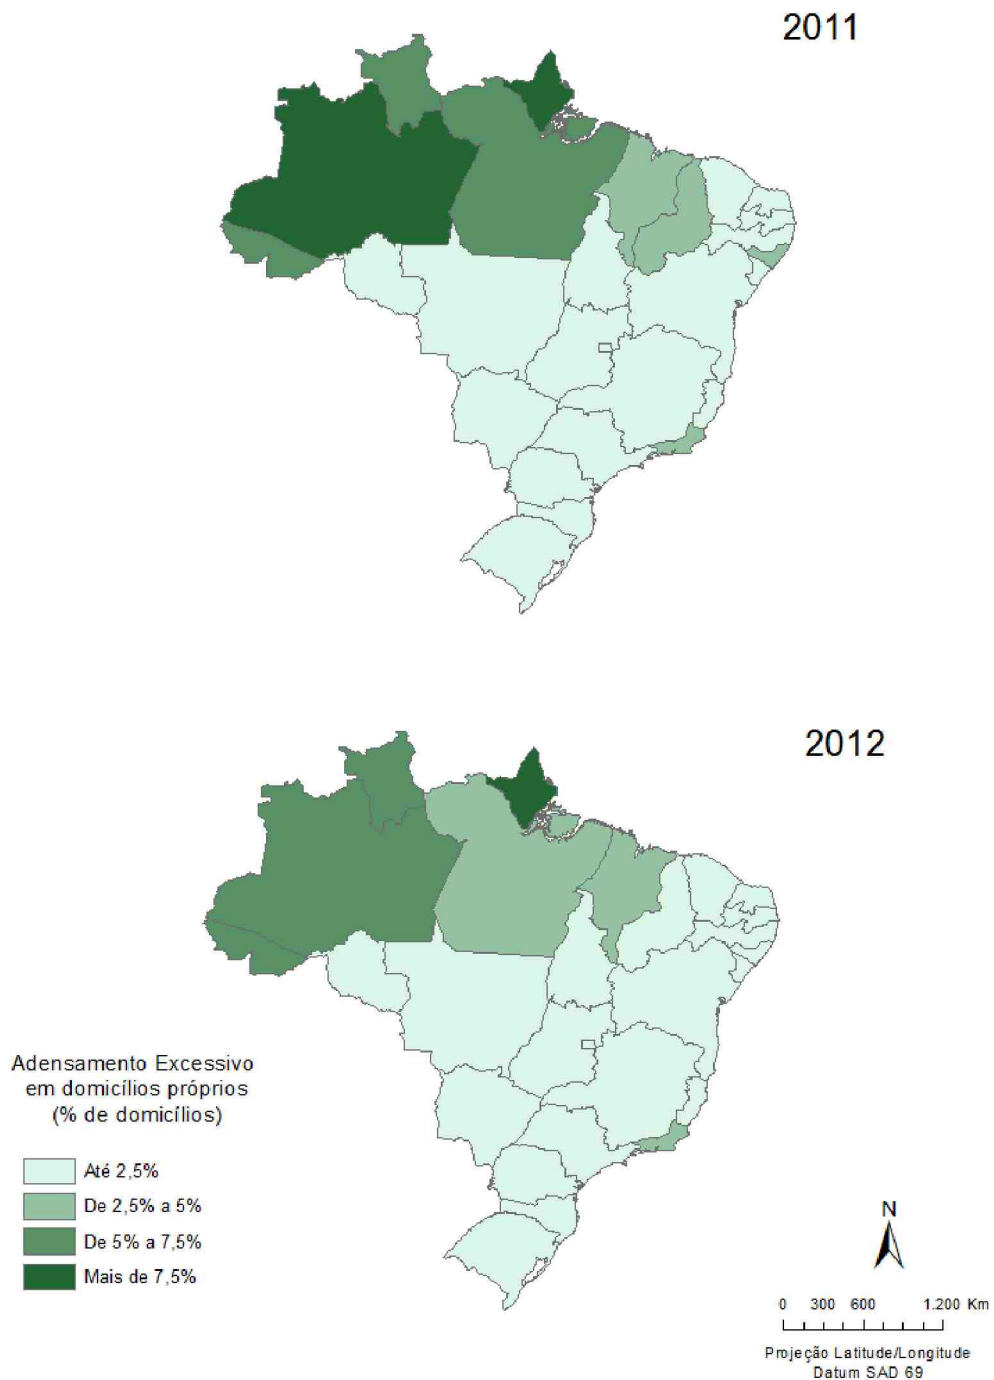 2011
2012
Adensamento Excessivo
em domicílios próprios
(% de domicílios)
Até 2,5%
De 2,5% a 5%
De 5% a 7,5%
Mais de 7,5%
N
0 300 600 1.200 Km
Projeção Latitude/Longitude
Datum SAD 69